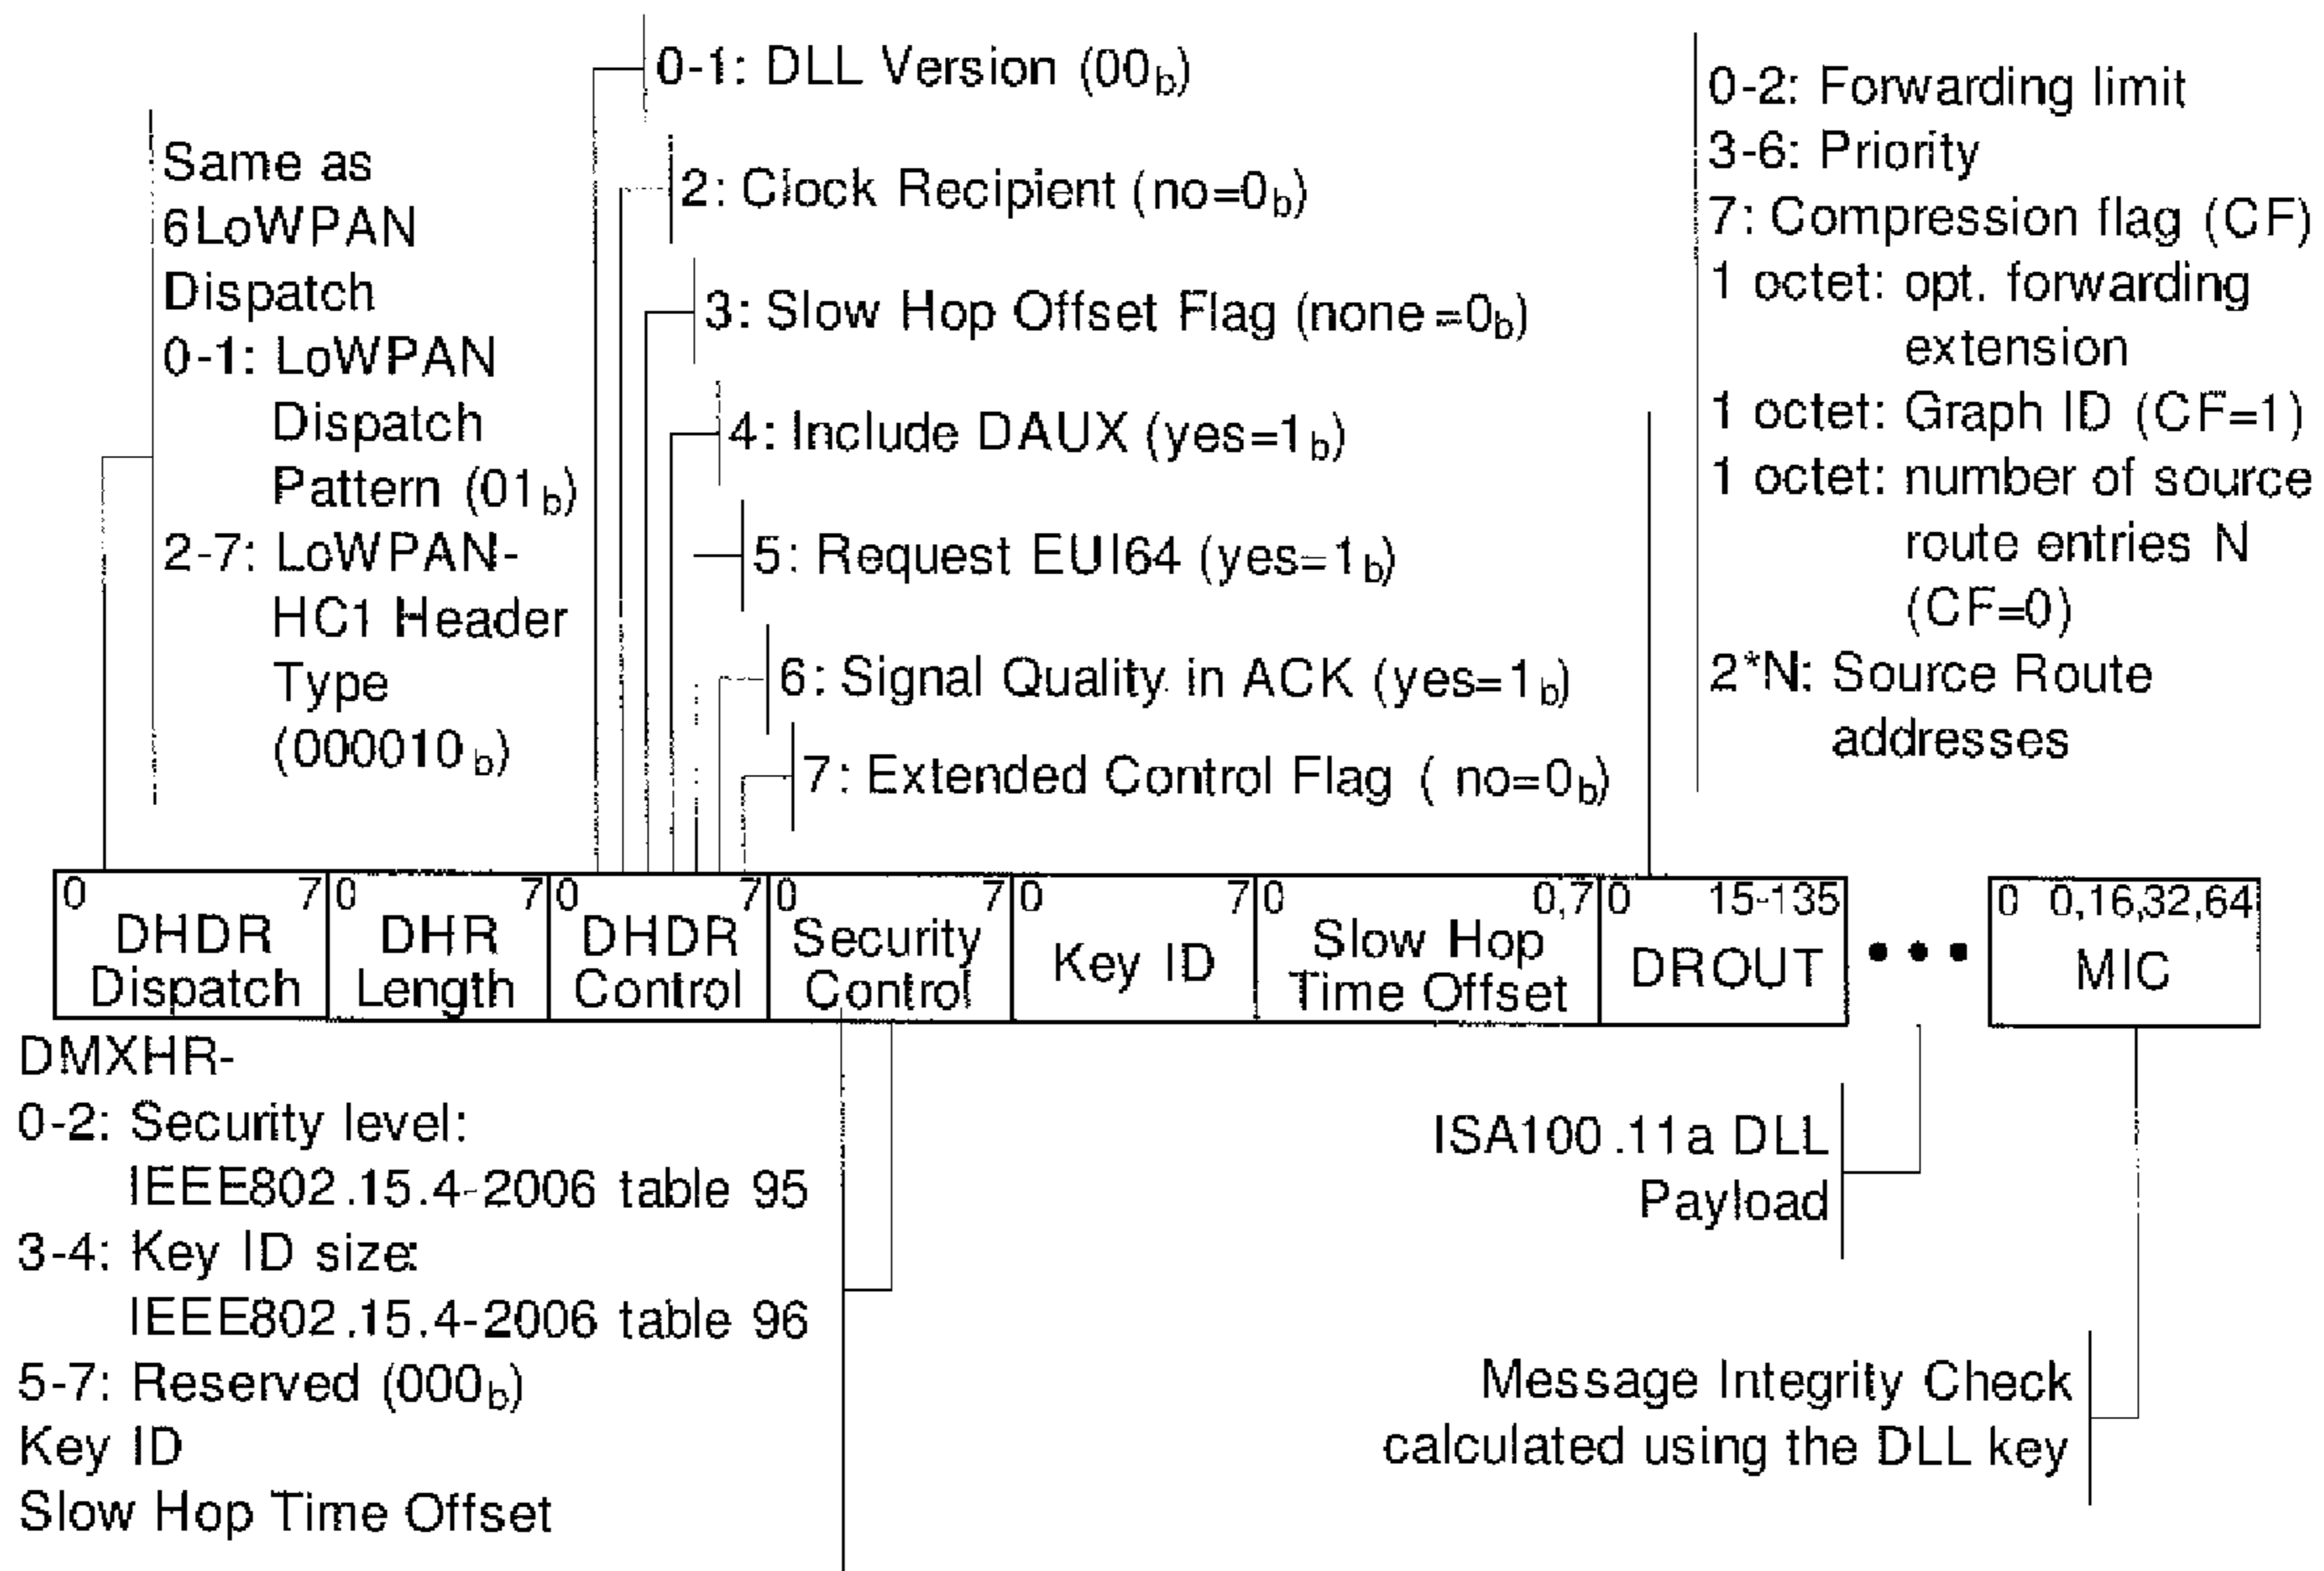 0-1: DLL Version (00b)
2: Clock Recipient (no=0b)
3: Slow Hop Offset Flag (none=0b)
4: Include DAUX (yes=1b)
5: Request EUI64 (yes=1b)
6: Signal Quality in ACK (yes=1b)
7: Extended Control Flag ( no=0b)
Same as
6LoWPAN
Dispatch
0-1: LoWPAN
Dispatch
Pattern (01b)
2-7: LoWPAN-
HC1 Header
Type
(000010b)
0-2: Forwarding limit
3-6: Priority
7: Compression flag (CF)
1 octet: opt. forwarding
extension
1 octet: Graph ID (CF=1)
1 octet: number of source
route entries N
(CF=0)
2*N: Source Route
addresses
0 7 0 7 0 7 0 7 0 7 0 0,7 0 15-135 0 0,16,32,64
DHDR
Dispatch
DHR
Length
DHDR
Control
Security
Control
Key ID
Slow Hop
Time Offset
DROUT
•••
MIC
DMXHR-
0-2: Security level:
IEEE802.15.4-2006 table 95
3-4: Key ID size:
IEEE802.15.4-2006 table 96
5-7: Reserved (000b)
Key ID
Slow Hop Time Offset
ISA100.11a DLL
Payload
Message Integrity Check
calculated using the DLL key